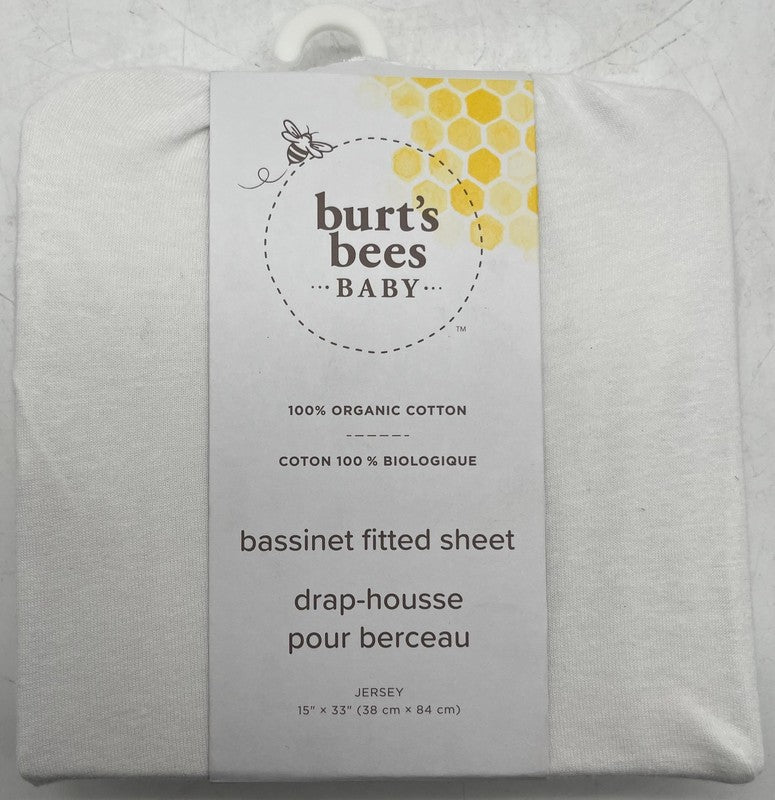 burt's
bees
···BABY···
™
100% ORGANIC COTTON
COTON 100 % BIOLOGIQUE
bassinet fitted sheet
drap-housse
pour berceau
JERSEY
15" × 33" (38 cm × 84 cm)